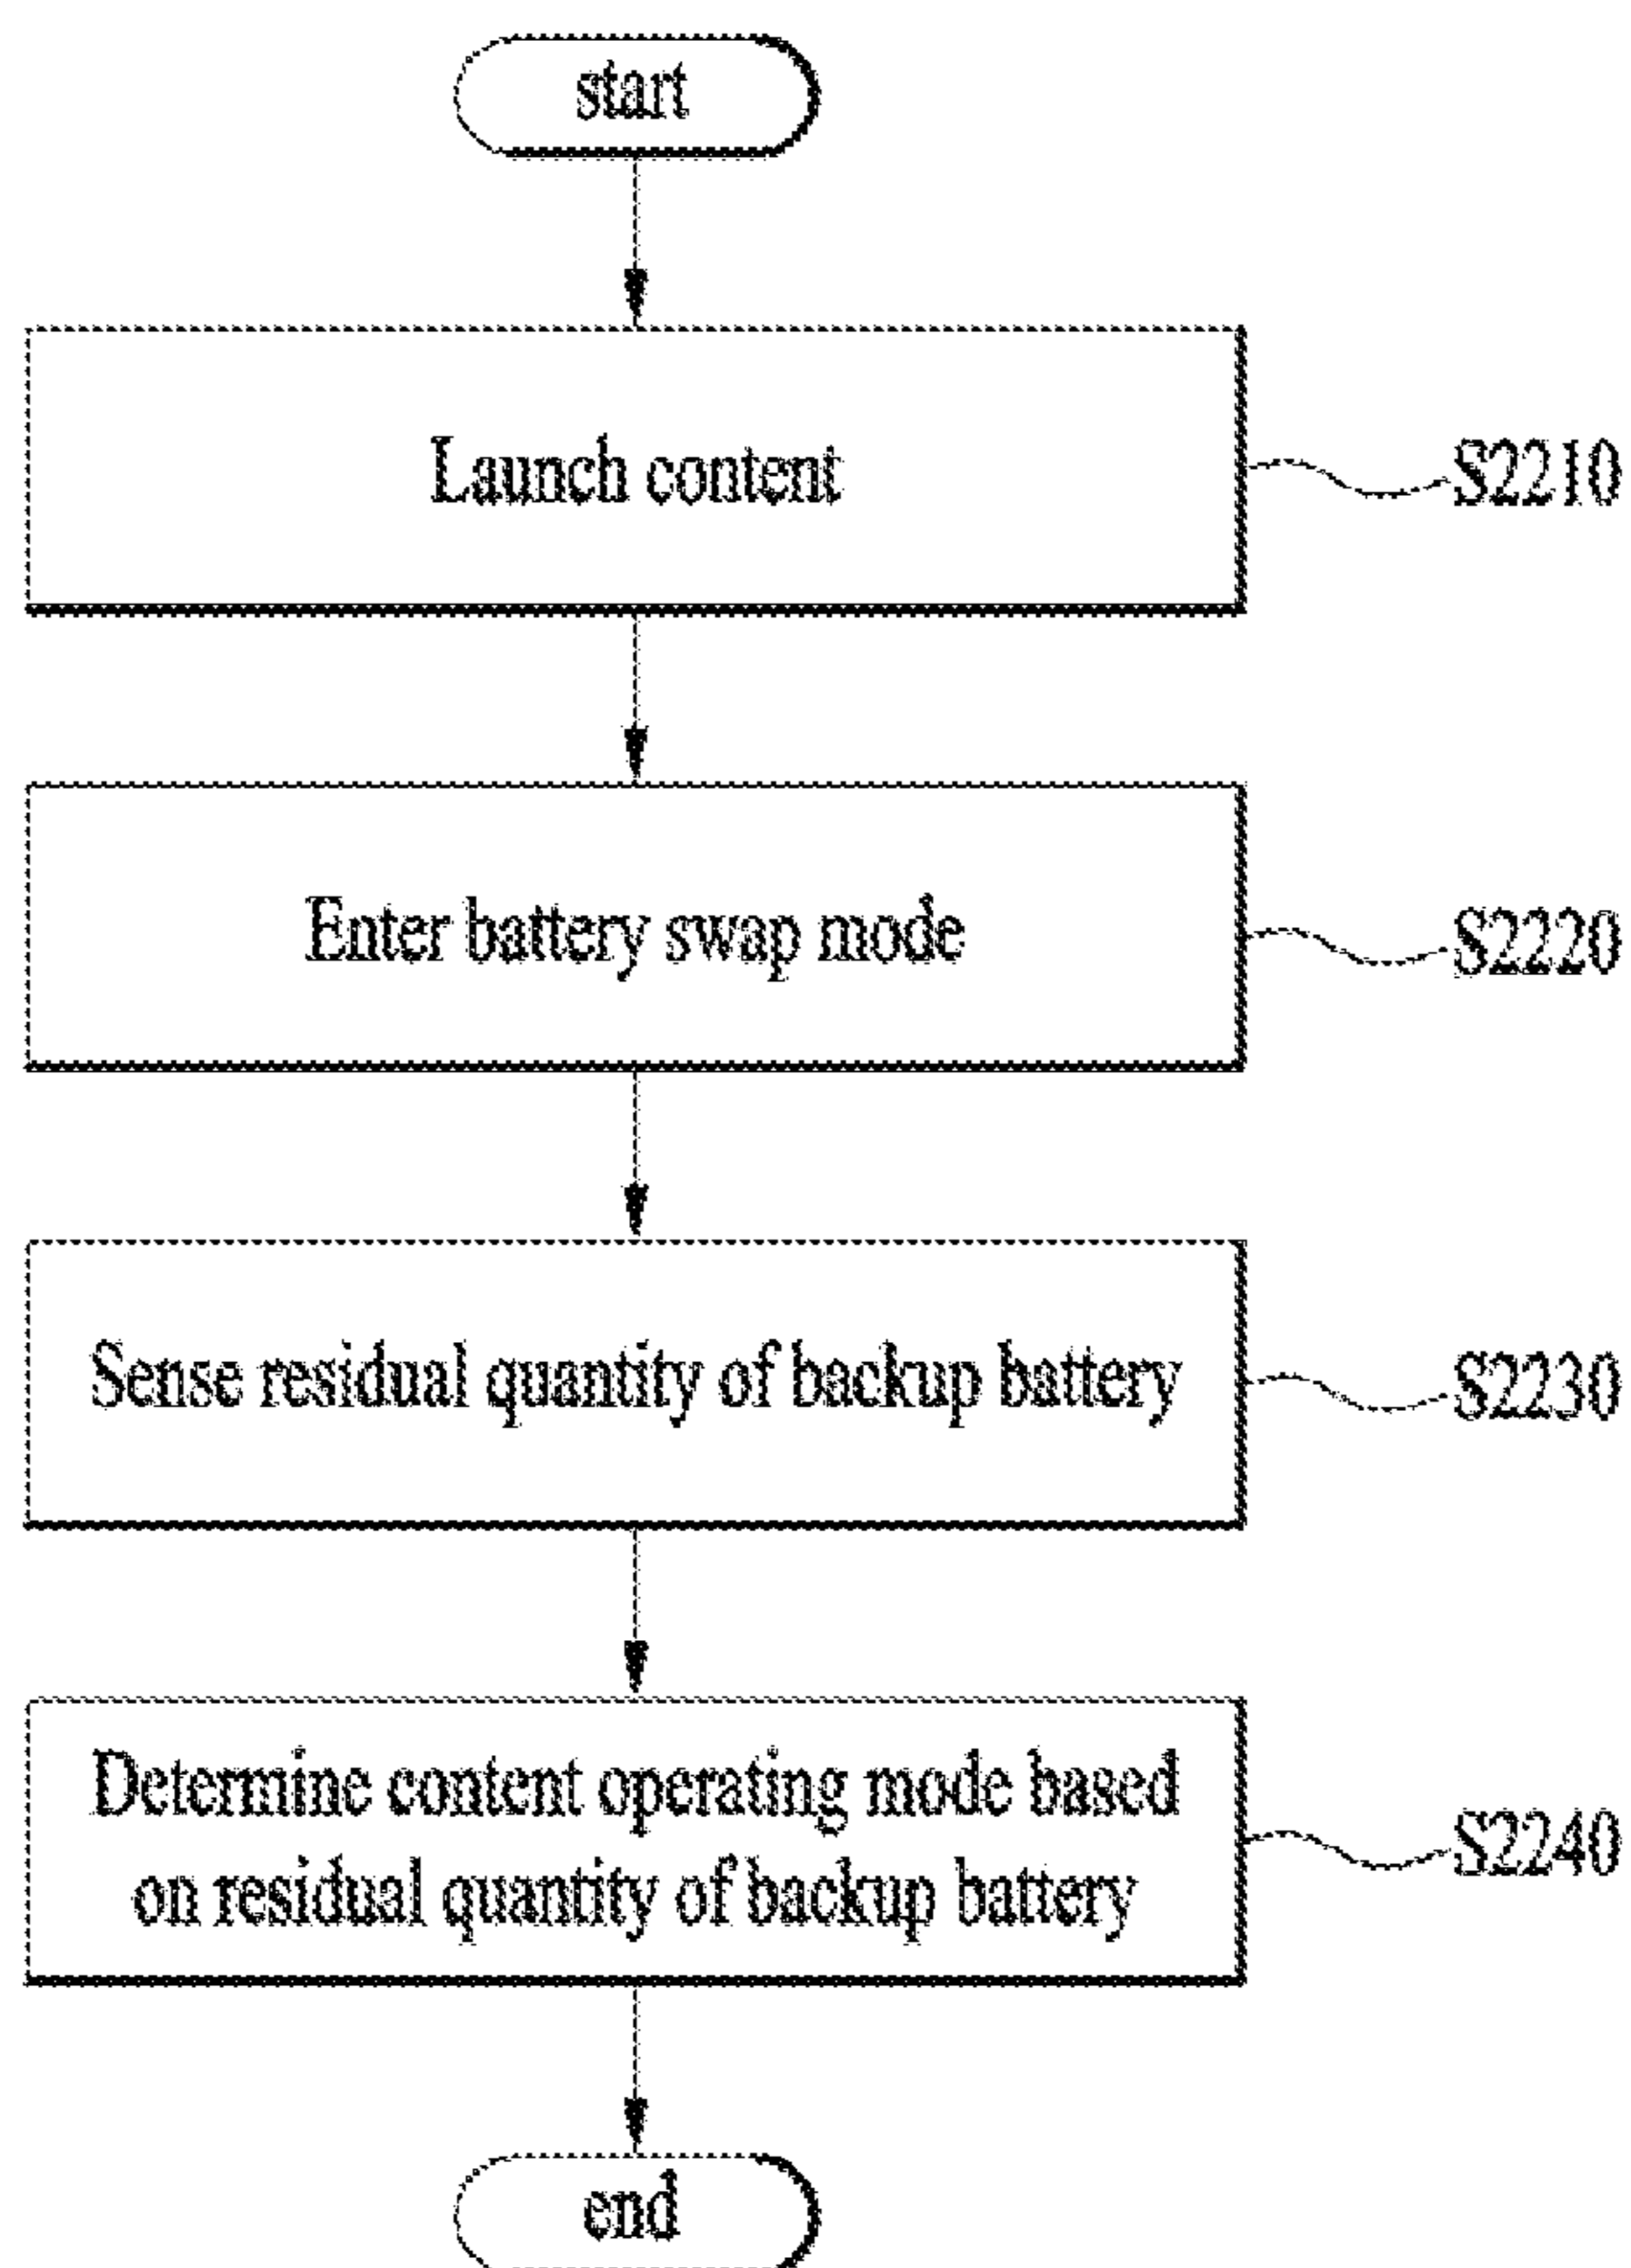 start
Launch content
S2210
Enter battery swap mode
S2220
Sense residual quantity of backup battery
S2230
Determine content operating mode based
on residual quantity of backup battery
S2240
end